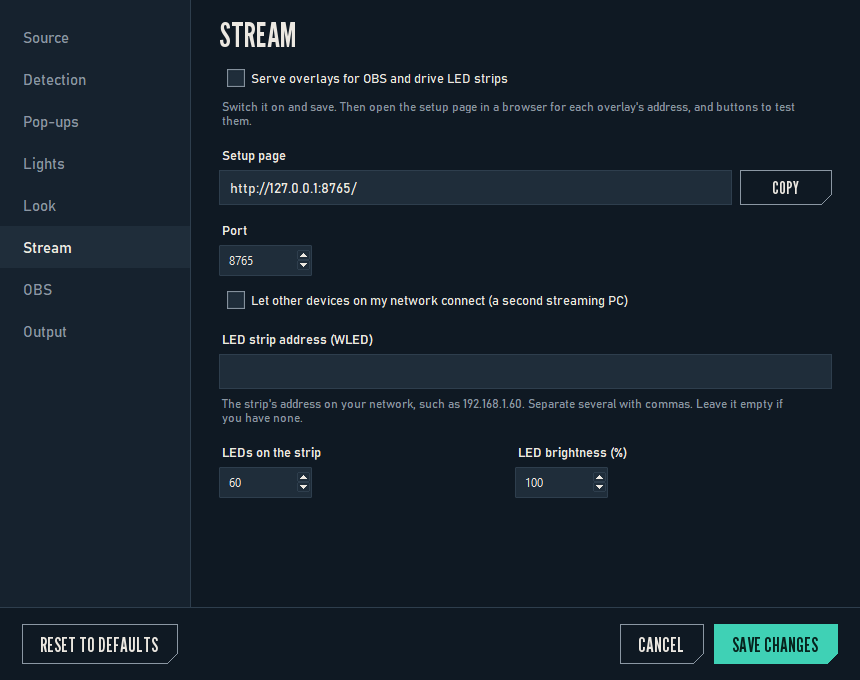 Source
Detection
Pop-ups
Lights
Look
Stream
OBS
Output
STREAM
Serve overlays for OBS and drive LED strips
Switch it on and save. Then open the setup page in a browser for each overlay's address, and buttons to test
them.
Setup page
http://127.0.0.1:8765/
COPY
Port
8765
Let other devices on my network connect (a second streaming PC)
LED strip address (WLED)
The strip's address on your network, such as 192.168.1.60. Separate several with commas. Leave it empty if
you have none.
LEDs on the strip
LED brightness (%)
60
100
RESET TO DEFAULTS
CANCEL
SAVE CHANGES